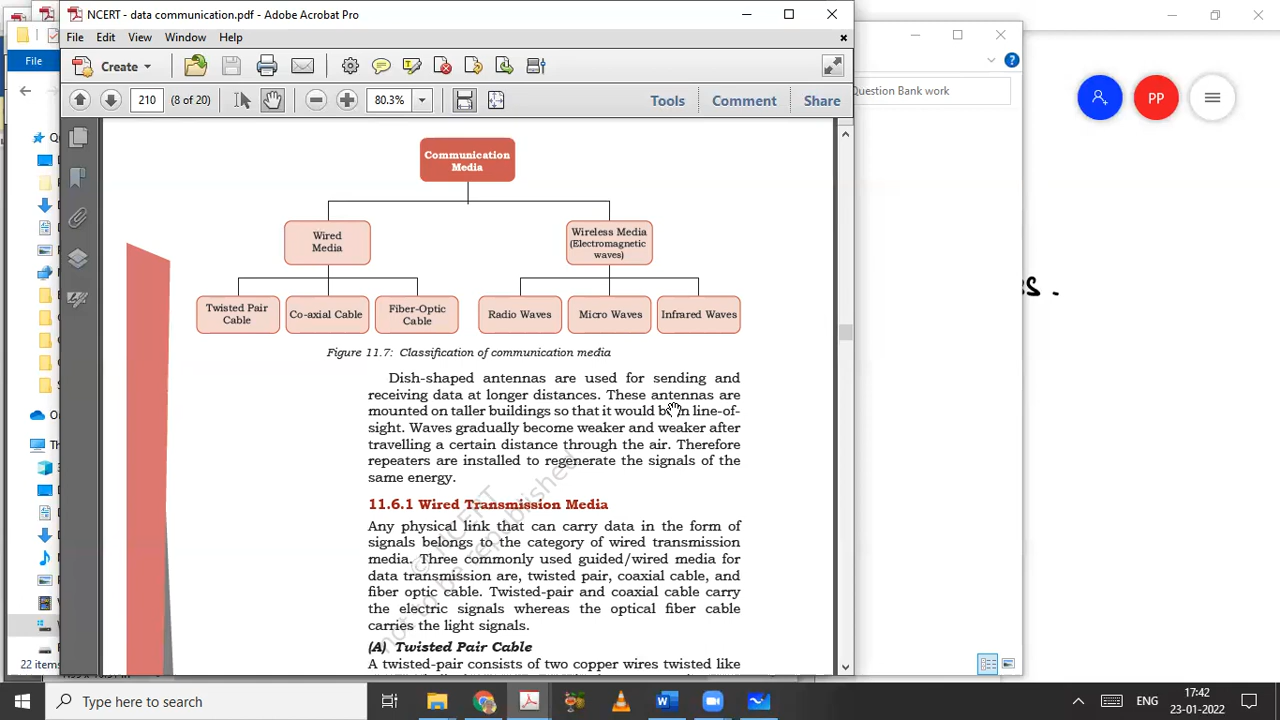 NCERT - data communication.pdf - Adobe Acrobat Pro
File Edit View Window Help
Create
210 (8 of 20) 80.3% Tools Comment Share
File
Question Bank work
PP
Communication
Media
Wired
Media
Wireless Media
(Electromagnetic
waves)
Twisted Pair
Cable
Co-axial Cable
Fiber-Optic
Cable
Radio Waves
Micro Waves
Infrared Waves
Figure 11.7: Classification of communication media
Dish-shaped antennas are used for sending and
receiving data at longer distances. These antennas are
mounted on taller buildings so that it would be in line-of-
sight. Waves gradually become weaker and weaker after
travelling a certain distance through the air. Therefore
repeaters are installed to regenerate the signals of the
same energy.
11.6.1 Wired Transmission Media
Any physical link that can carry data in the form of
signals belongs to the category of wired transmission
media. Three commonly used guided/wired media for
data transmission are, twisted pair, coaxial cable, and
fiber optic cable. Twisted-pair and coaxial cable carry
the electric signals whereas the optical fiber cable
carries the light signals.
(A) Twisted Pair Cable
A twisted-pair consists of two copper wires twisted like
© NCERT
not to be republished
22 items
Type here to search
ENG
17:42
23-01-2022